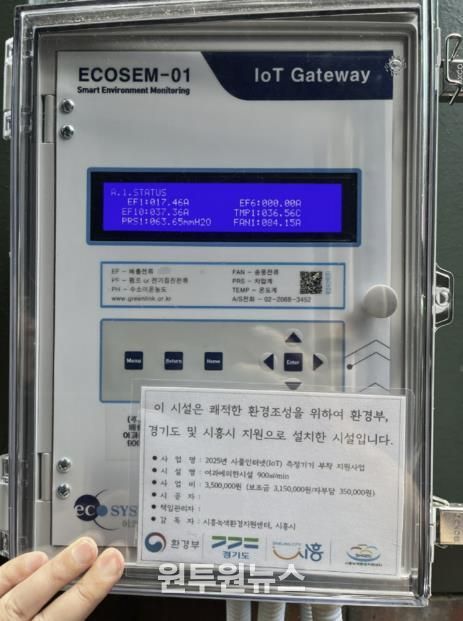 ECOSEM-01
Smart Environment Monitoring
IoT Gateway
A.1.STATUS
EF1:017.46A EF6:000.00A
EF10:037.36A TMP1:036.56C
PRS1:063.65mmH2O FAN1:084.15A
EF - 배출전류 FAN - 송풍전류
PF - 펌프 or 전기집진전류 PRS - 차압계
PH - 수소이온농도 TEMP - 온도계
www.greenlink.or.kr A/S전화 - 02-2068-3452
Menu Return Home Enter
이 시설은 쾌적한 환경조성을 위하여 환경부,
경기도 및 시흥시 지원으로 설치한 시설입니다.
• 사 업 명 : 2025년 사물인터넷(IoT) 측정기기 부착 지원사업
• 시 설 명 : 여과에의한시설 900㎥/min
• 사 업 비 : 3,500,000원 (보조금 3,150,000원/자부담 350,000원)
• 시 공 자 :
• 책임관리자 :
• 감 독 자 : 시흥녹색환경지원센터, 시흥시
eco SYS
환경부 경기도 시흥
원투원뉴스